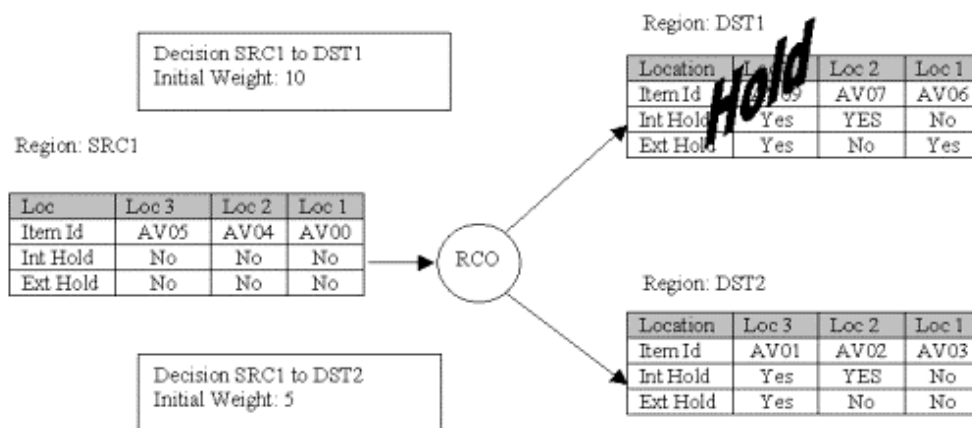 Region: DST1
Decision SRC1 to DST1
Initial Weight: 10
Hold
Location Loc 2 Loc 1
Item Id AV07 AV06
Int Hold Yes YES No
Ext Hold Yes No Yes
Region: SRC1
Loc Loc 3 Loc 2 Loc 1
Item Id AV05 AV04 AV00
Int Hold No No No
Ext Hold No No No
RCO
Region: DST2
Location Loc 3 Loc 2 Loc 1
Item Id AV01 AV02 AV03
Int Hold Yes YES No
Ext Hold Yes No No
Decision SRC1 to DST2
Initial Weight: 5